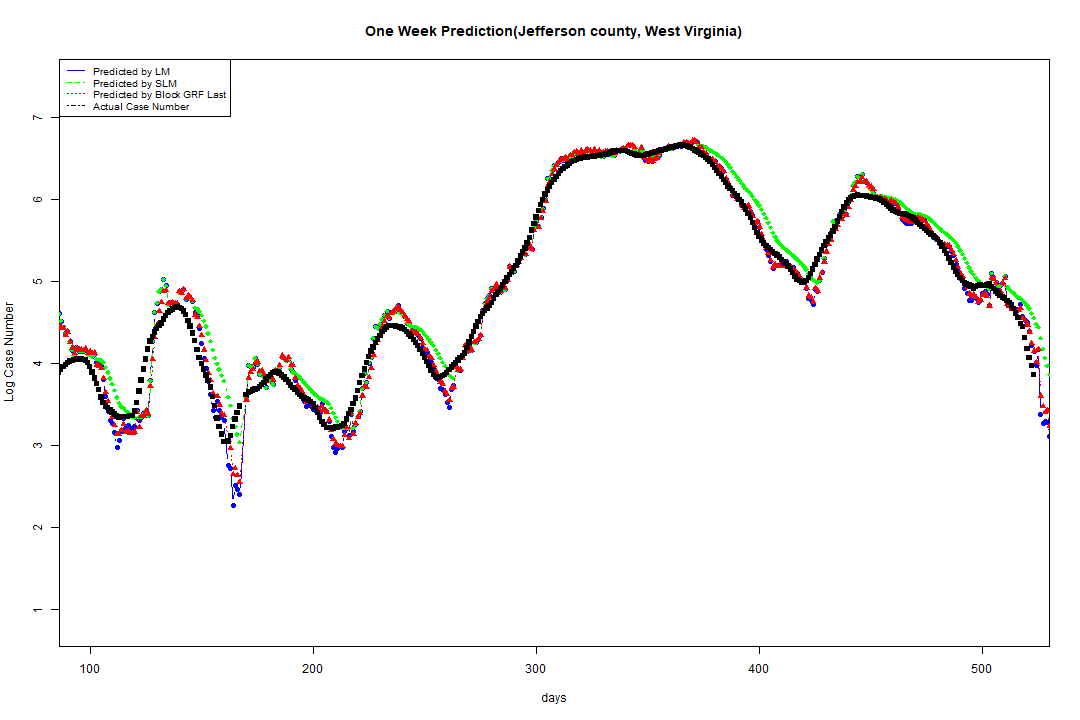 One Week Prediction(Jefferson county, West Virginia)
Predicted by LM
Predicted by SLM
Predicted by Block GRF Last
Actual Case Number
7
6
5
4
3
2
1
Log Case Number
100 200 300 400 500
days